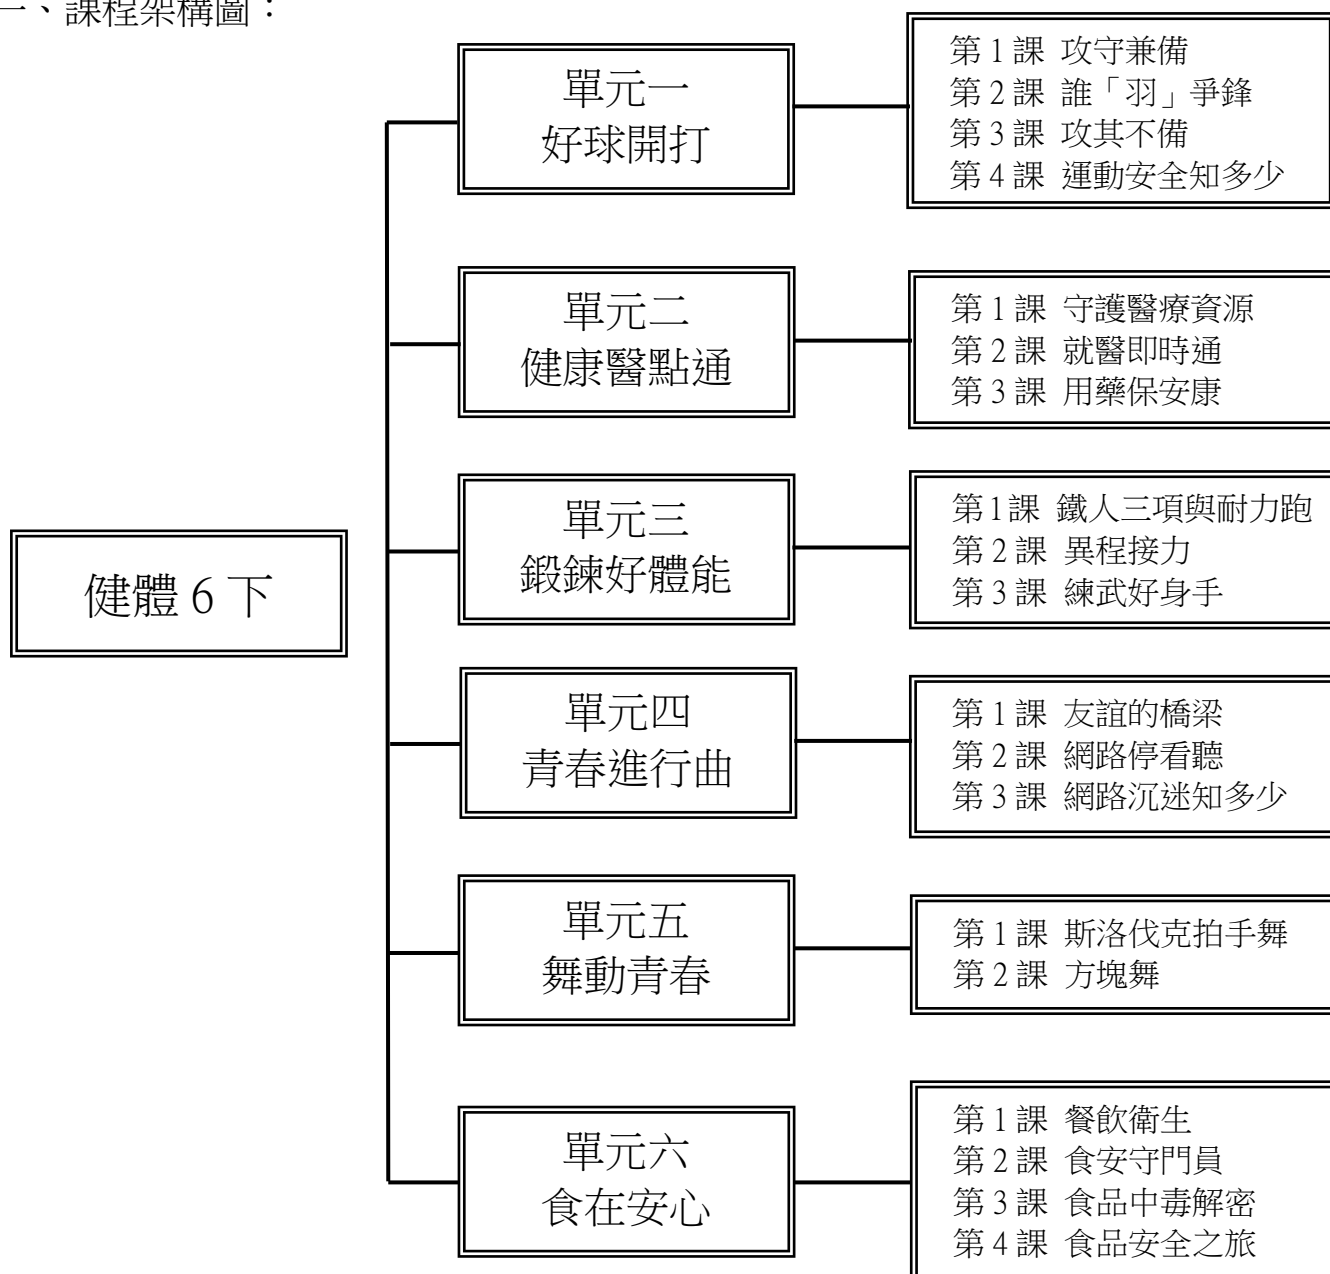 一、課程架構圖：
健體 6 下
單元一
好球開打
第 1 課 攻守兼備
第 2 課 誰「羽」爭鋒
第 3 課 攻其不備
第 4 課 運動安全知多少
單元二
健康醫點通
第 1 課 守護醫療資源
第 2 課 就醫即時通
第 3 課 用藥保安康
單元三
鍛鍊好體能
第 1 課 鐵人三項與耐力跑
第 2 課 異程接力
第 3 課 練武好身手
單元四
青春進行曲
第 1 課 友誼的橋梁
第 2 課 網路停看聽
第 3 課 網路沉迷知多少
單元五
舞動青春
第 1 課 斯洛伐克拍手舞
第 2 課 方塊舞
單元六
食在安心
第 1 課 餐飲衛生
第 2 課 食安守門員
第 3 課 食品中毒解密
第 4 課 食品安全之旅